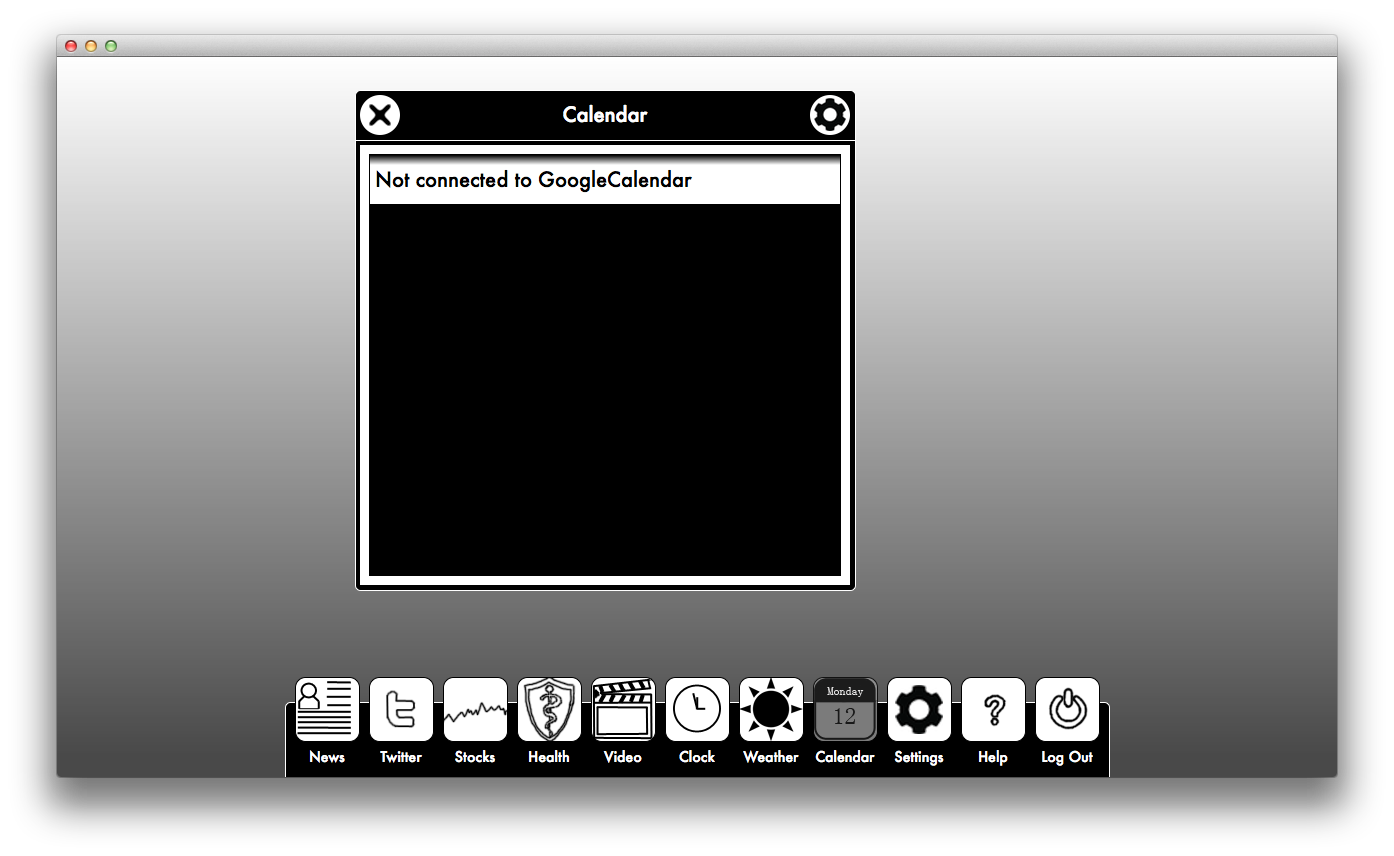 Calendar
Not connected to GoogleCalendar
Monday
12
News Twitter Stocks Health Video Clock Weather Calendar Settings Help Log Out